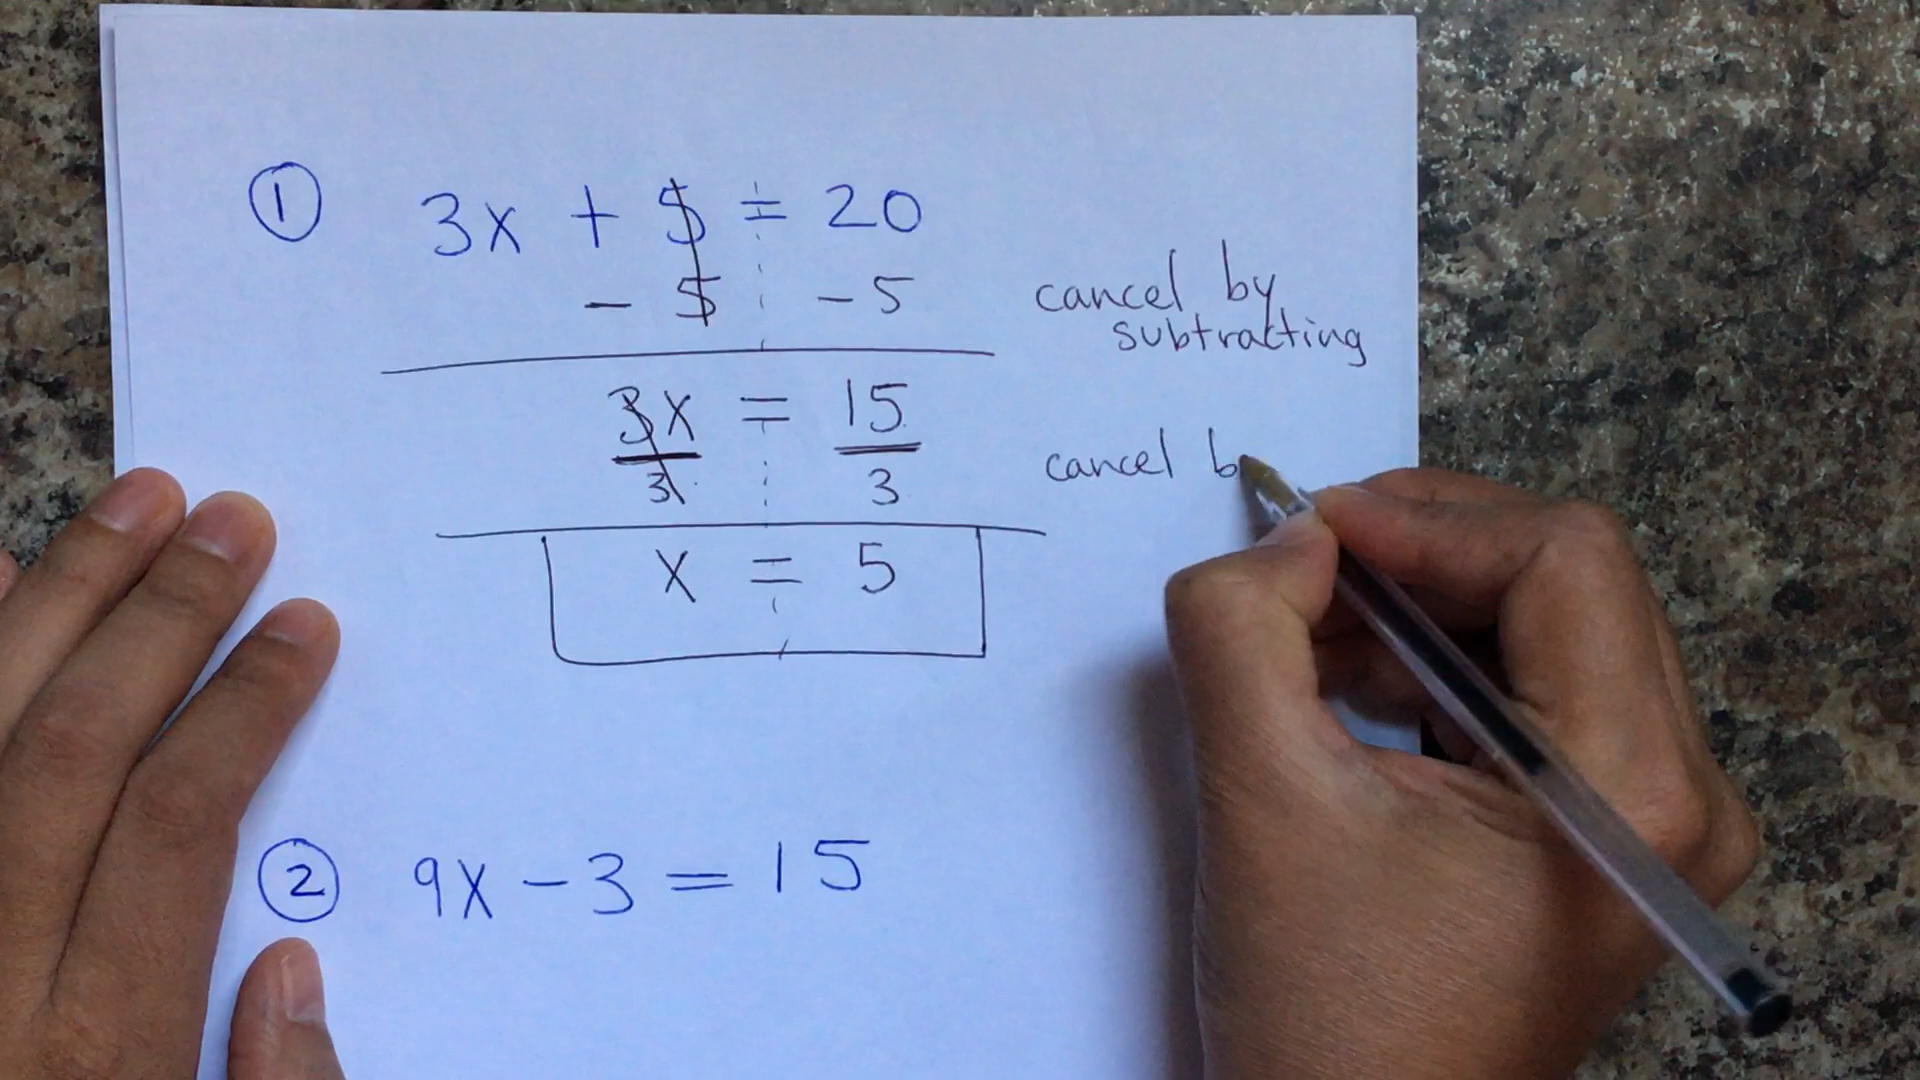 ① 3x + 5 = 20
- 5 - 5
cancel by
subtracting
3x = 15
3 3
cancel b
x = 5
② 9x - 3 = 15